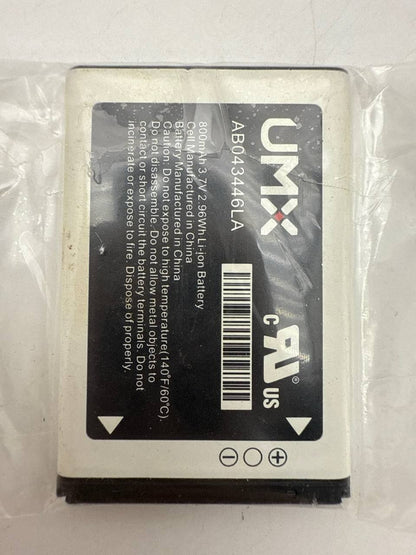 UMX
AB043446LA
800mAh 3.7V 2.96Wh Li-ion Battery
Cell Manufactured in China
Battery Manufactured in China
Caution: Do not expose to high temperature(140°F/60°C).
Do not disassemble. Do not allow metal objects to
contact or short circuit the battery terminals. Do not
incinerate or expose to fire. Dispose of properly.
c RU US
⊖ ○ ⊕